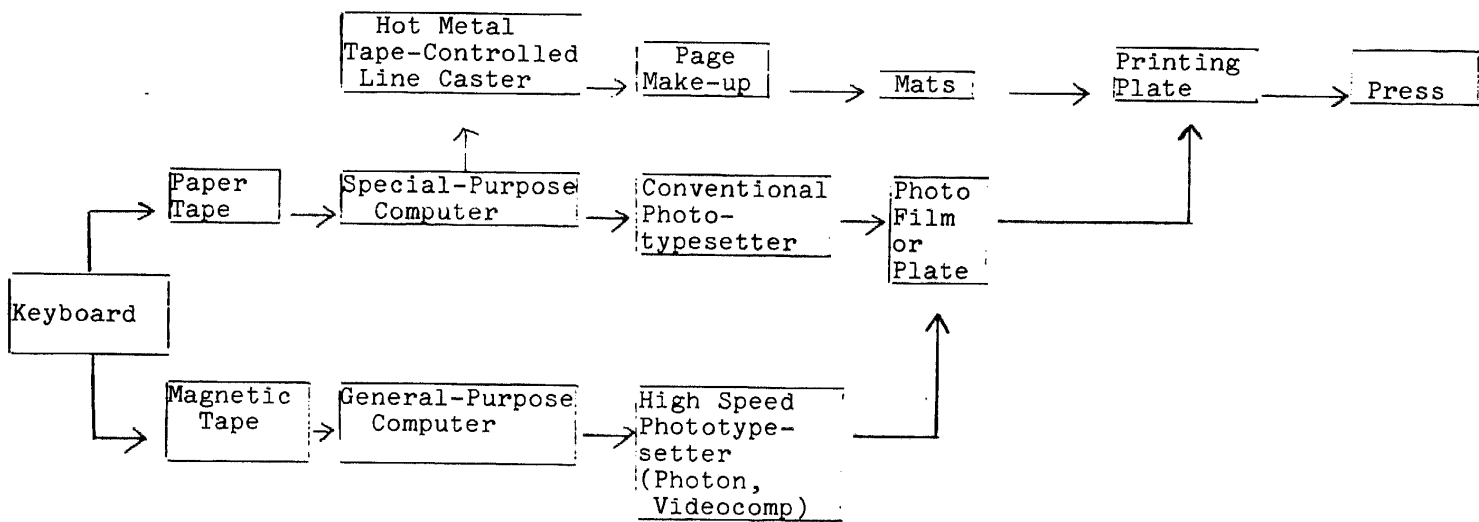 Hot Metal
Tape-Controlled
Line Caster
Page
Make-up
Mats
Printing
Plate
Press
Paper
Tape
Special-Purpose
Computer
Conventional
Photo-
typesetter
Photo
Film
or
Plate
Keyboard
Magnetic
Tape
General-Purpose
Computer
High Speed
Phototype-
setter
(Photon,
Videocomp)